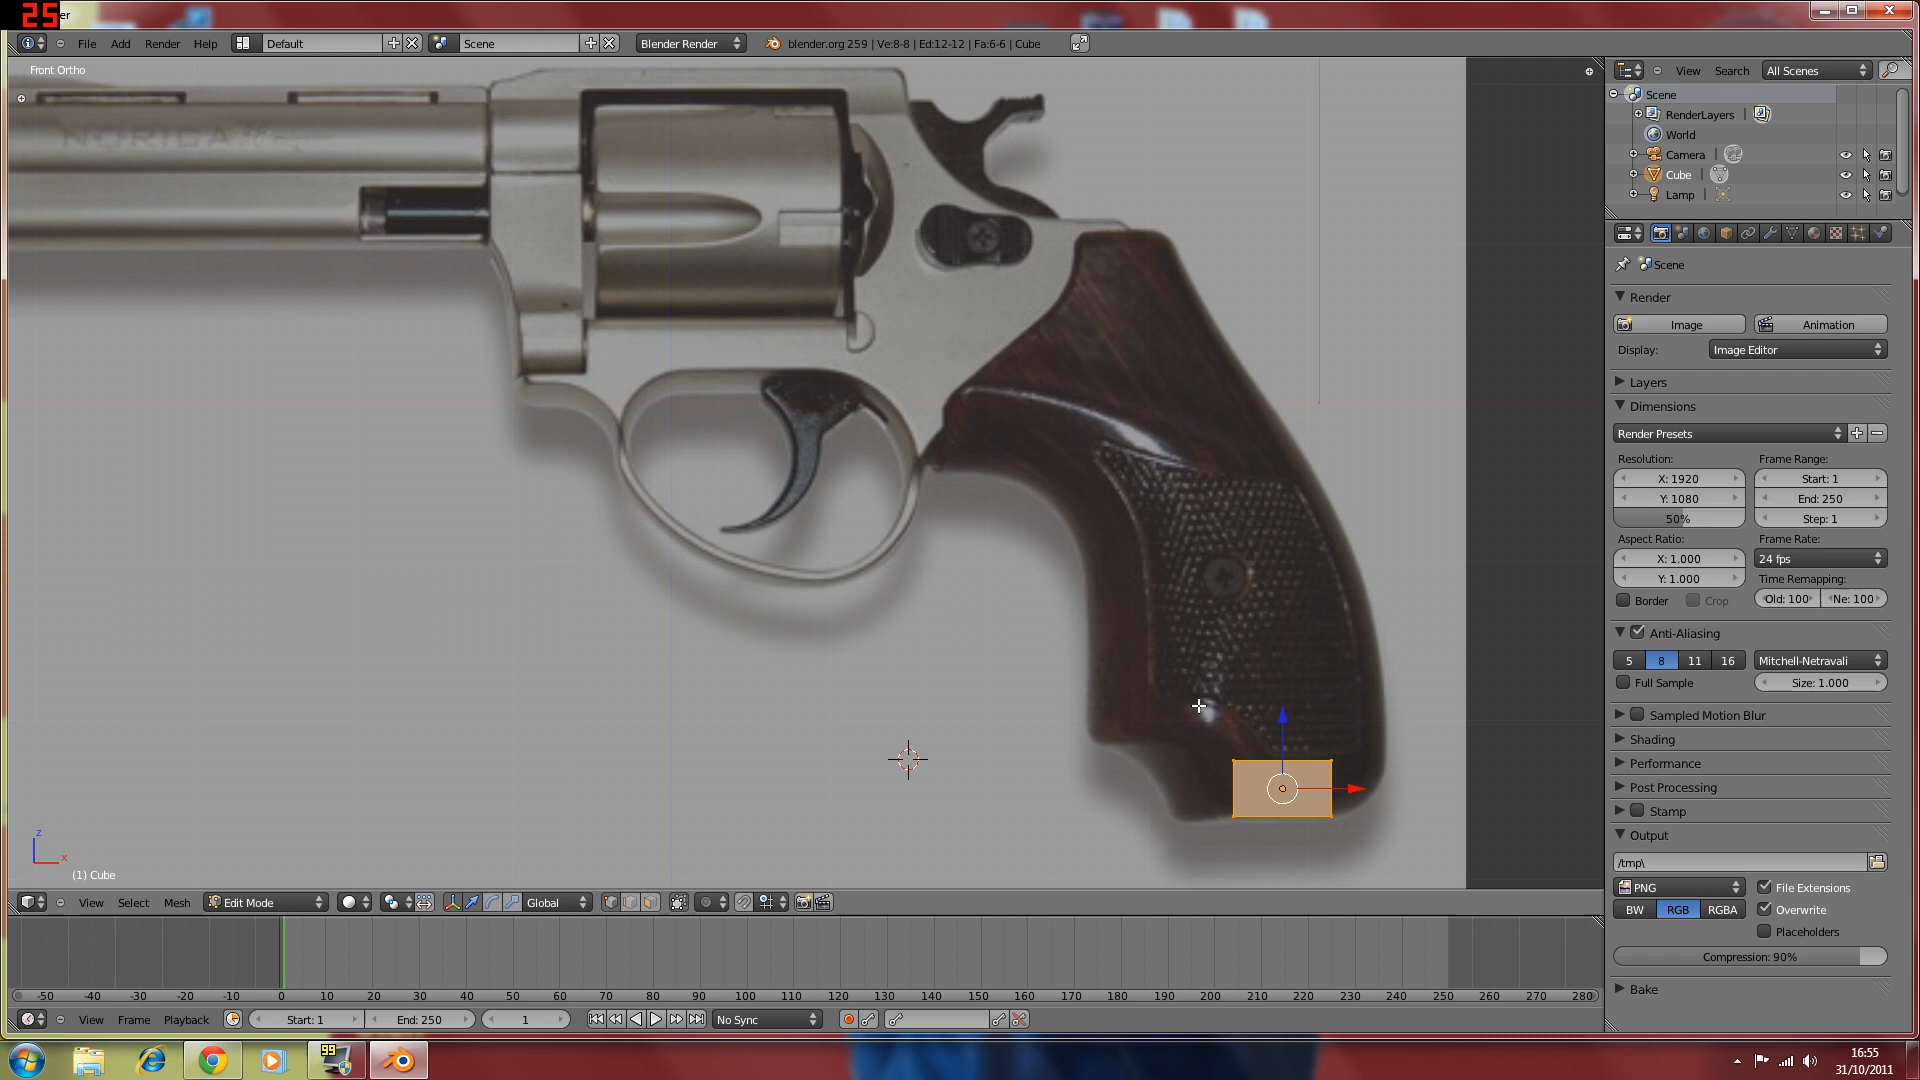 25
er
File Add Render Help Default Scene Blender Render blender.org 259 | Ve:8-8 | Ed:12-12 | Fa:6-6 | Cube
Front Ortho
View Search All Scenes
Scene
RenderLayers
World
Camera
Cube
Lamp
NORICA
Scene
Render
Image Animation
Display: Image Editor
Layers
Dimensions
Render Presets
Resolution: Frame Range:
X: 1920 Start: 1
Y: 1080 End: 250
50% Step: 1
Aspect Ratio: Frame Rate:
X: 1.000 24 fps
Y: 1.000 Time Remapping:
Border Crop Old: 100 Ne: 100
Anti-Aliasing
5 8 11 16 Mitchell-Netravali
Full Sample Size: 1.000
Sampled Motion Blur
Shading
Performance
Post Processing
Stamp
Output
/tmp\
PNG File Extensions
BW RGB RGBA Overwrite
Placeholders
Compression: 90%
Bake
z
x
(1) Cube
View Select Mesh Edit Mode Global
-50 -40 -30 -20 -10 0 10 20 30 40 50 60 70 80 90 100 110 120 130 140 150 160 170 180 190 200 210 220 230 240 250 260 270 280
View Frame Playback Start: 1 End: 250 1 No Sync
99
16:55
31/10/2011